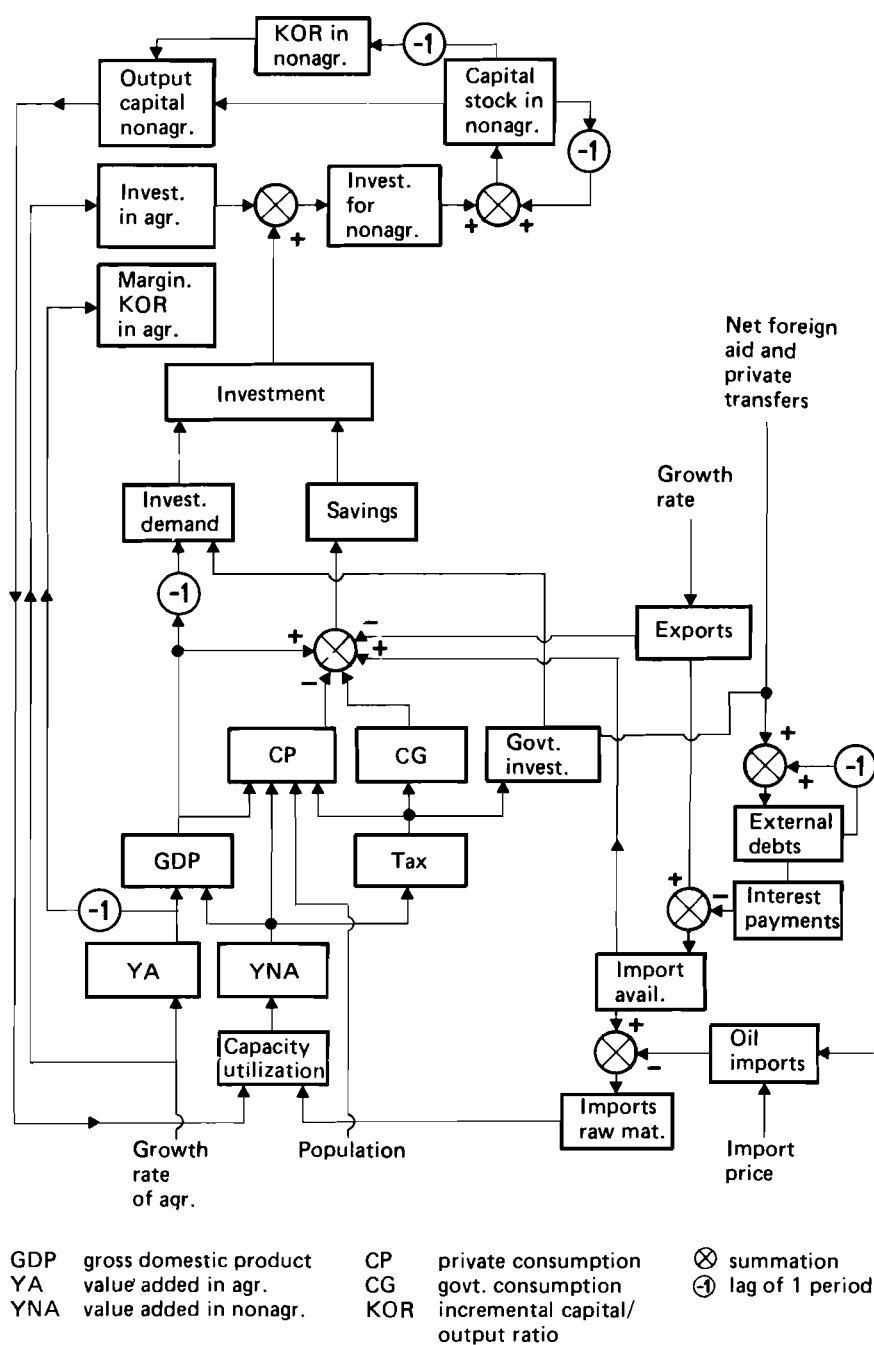 KOR in
nonagr.
-1
Output
capital
nonagr.
Capital
stock in
nonagr.
-1
Invest.
in agr.
+
Invest.
for
nonagr.
+
+
Margin.
KOR
in agr.
Net foreign
aid and
private
transfers
Investment
Growth
rate
Invest.
demand
Savings
-1
+
−
+
−
Exports
CP
CG
Govt.
invest.
+
+
-1
External
debts
GDP
Tax
+
−
Interest
payments
-1
YA
YNA
Import
avail.
+
−
Capacity
utilization
Oil
imports
Imports
raw mat.
Growth
rate
of aqr.
Population
Import
price
GDP gross domestic product
YA value added in agr.
YNA value added in nonagr.
CP private consumption
CG govt. consumption
KOR incremental capital/
output ratio
⊗ summation
-1 lag of 1 period